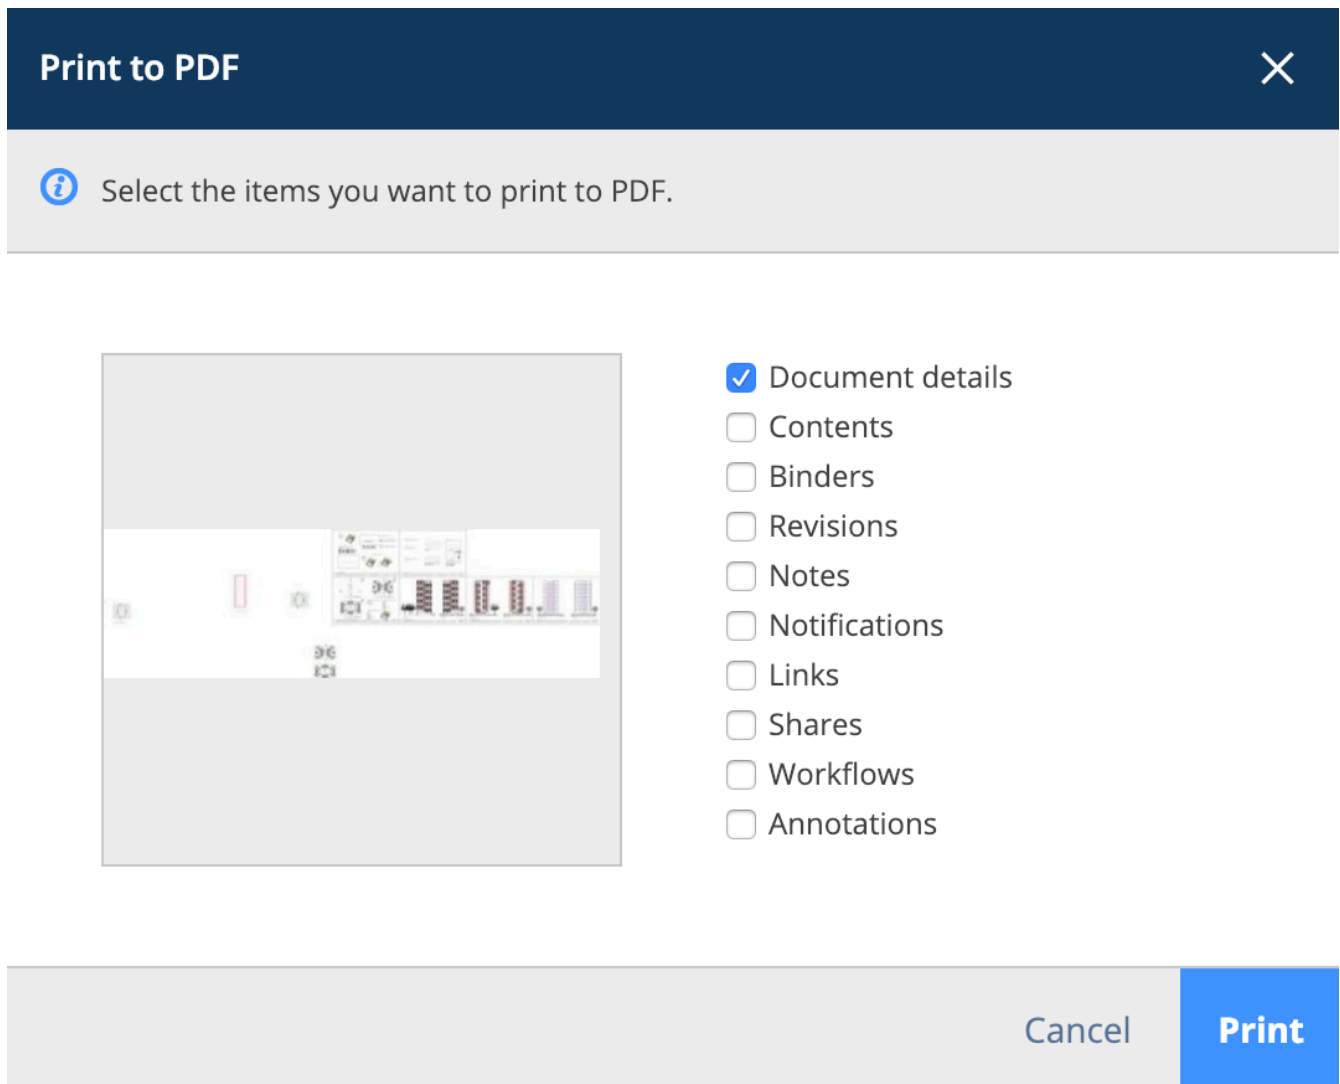 Print to PDF
Select the items you want to print to PDF.
Document details
Contents
Binders
Revisions
Notes
Notifications
Links
Shares
Workflows
Annotations
Cancel
Print